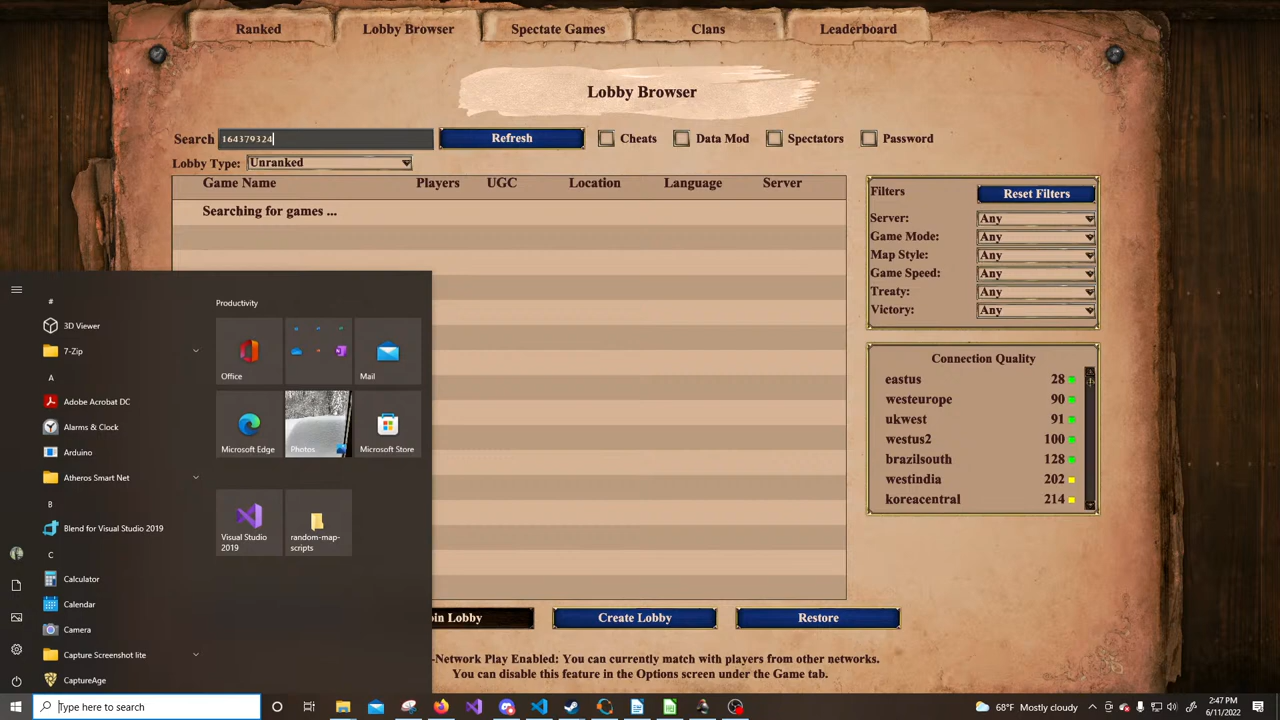 Ranked
Lobby Browser
Spectate Games
Clans
Leaderboard
Lobby Browser
Search
164379324
Refresh
Cheats
Data Mod
Spectators
Password
Lobby Type:
Unranked
Game Name
Players
UGC
Location
Language
Server
Searching for games ...
Filters
Reset Filters
Server:
Any
Game Mode:
Any
Map Style:
Any
Game Speed:
Any
Treaty:
Any
Victory:
Any
Connection Quality
eastus 28
westeurope 90
ukwest 91
westus2 100
brazilsouth 128
westindia 202
koreacentral 214
oin Lobby
Create Lobby
Restore
-Network Play Enabled: You can currently match with players from other networks.
You can disable this feature in the Options screen under the Game tab.
#
3D Viewer
7-Zip
A
Adobe Acrobat DC
Alarms & Clock
Arduino
Atheros Smart Net
B
Blend for Visual Studio 2019
C
Calculator
Calendar
Camera
Capture Screenshot lite
CaptureAge
Productivity
Office
Mail
Microsoft Edge
Photos
Microsoft Store
Visual Studio
2019
random-map-
scripts
Type here to search
68°F Mostly cloudy
2:47 PM
6/11/2022